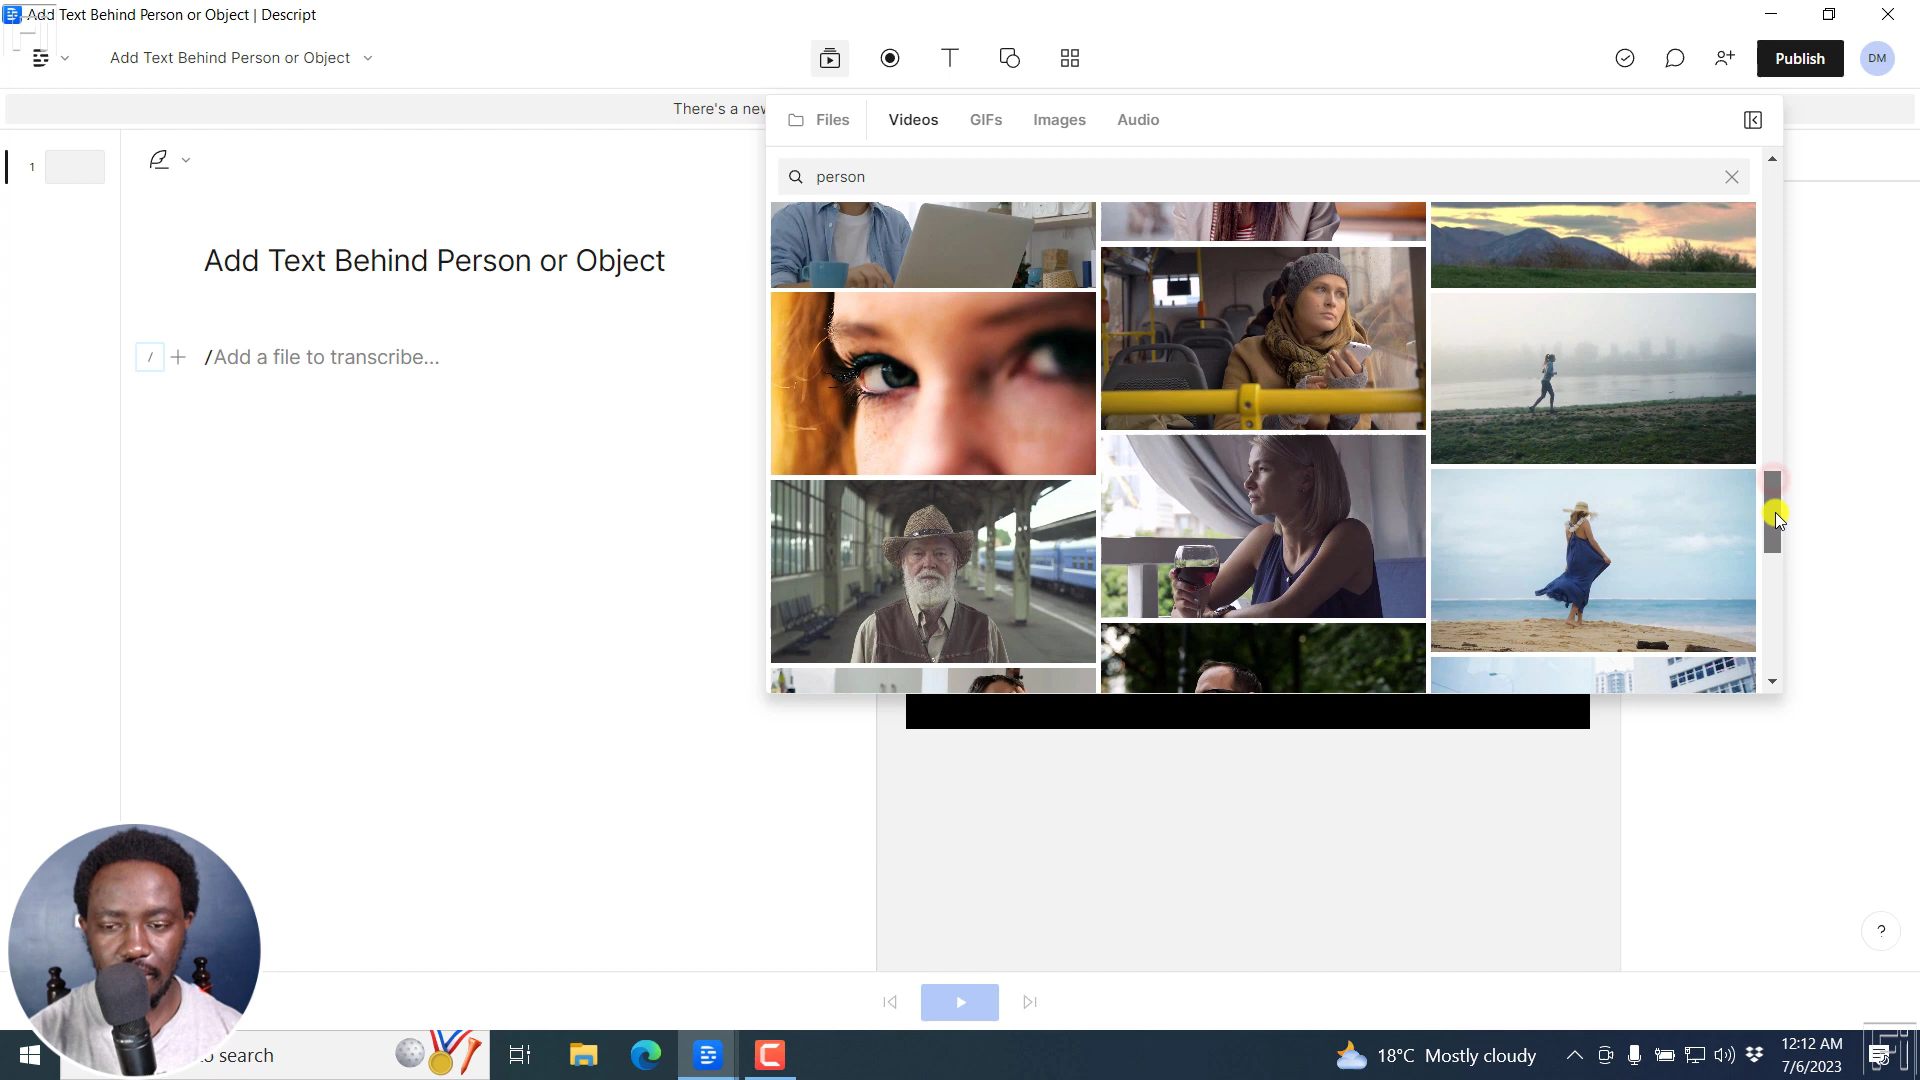 Add Text Behind Person or Object | Descript
Add Text Behind Person or Object
Publish
DM
There's a new
Files
Videos
GIFs
Images
Audio
1
person
Add Text Behind Person or Object
/
/Add a file to transcribe...
?
to search
18°C Mostly cloudy
12:12 AM
7/6/2023